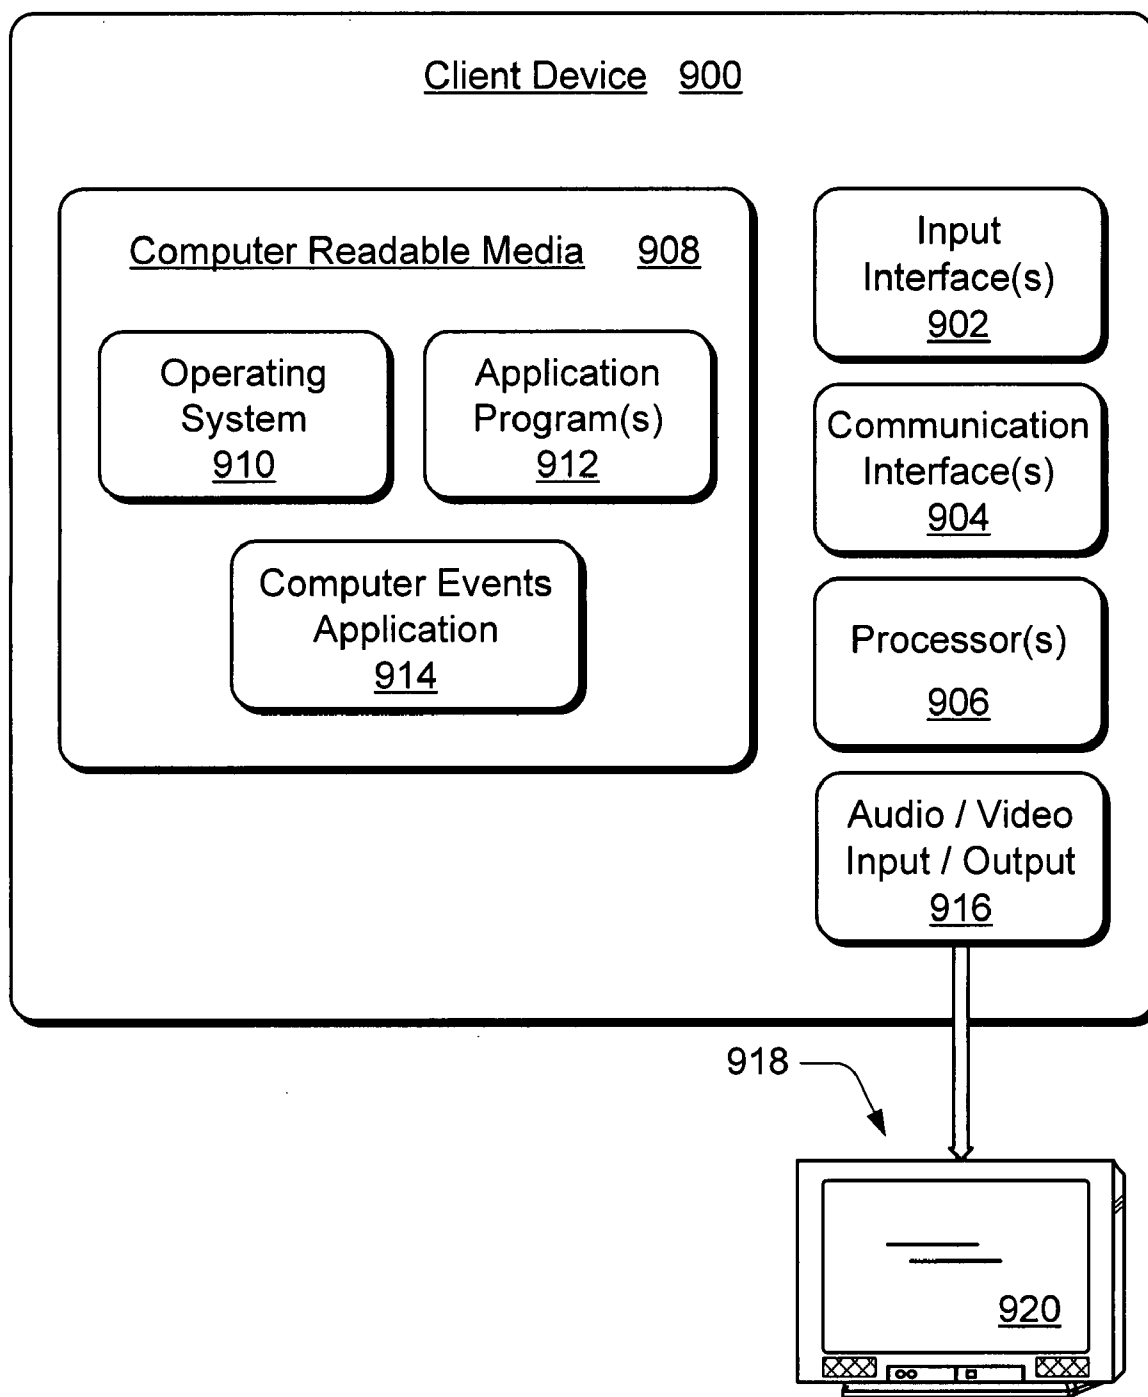 Client Device 900
Computer Readable Media 908
Operating
System
910
Application
Program(s)
912
Computer Events
Application
914
Input
Interface(s)
902
Communication
Interface(s)
904
Processor(s)
906
Audio / Video
Input / Output
916
918
920